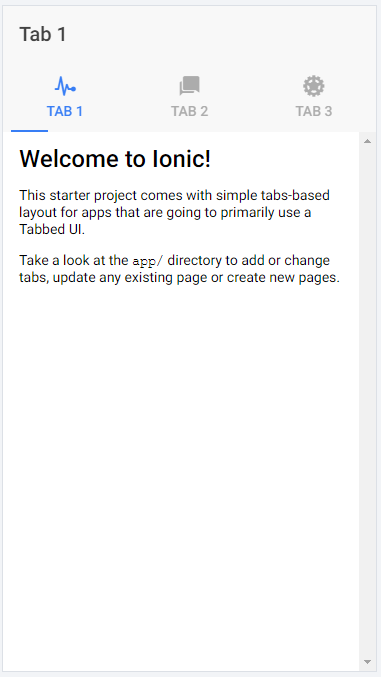 Tab 1
TAB 1 TAB 2 TAB 3
Welcome to Ionic!
This starter project comes with simple tabs-based
layout for apps that are going to primarily use a
Tabbed UI.
Take a look at the app/ directory to add or change
tabs, update any existing page or create new pages.